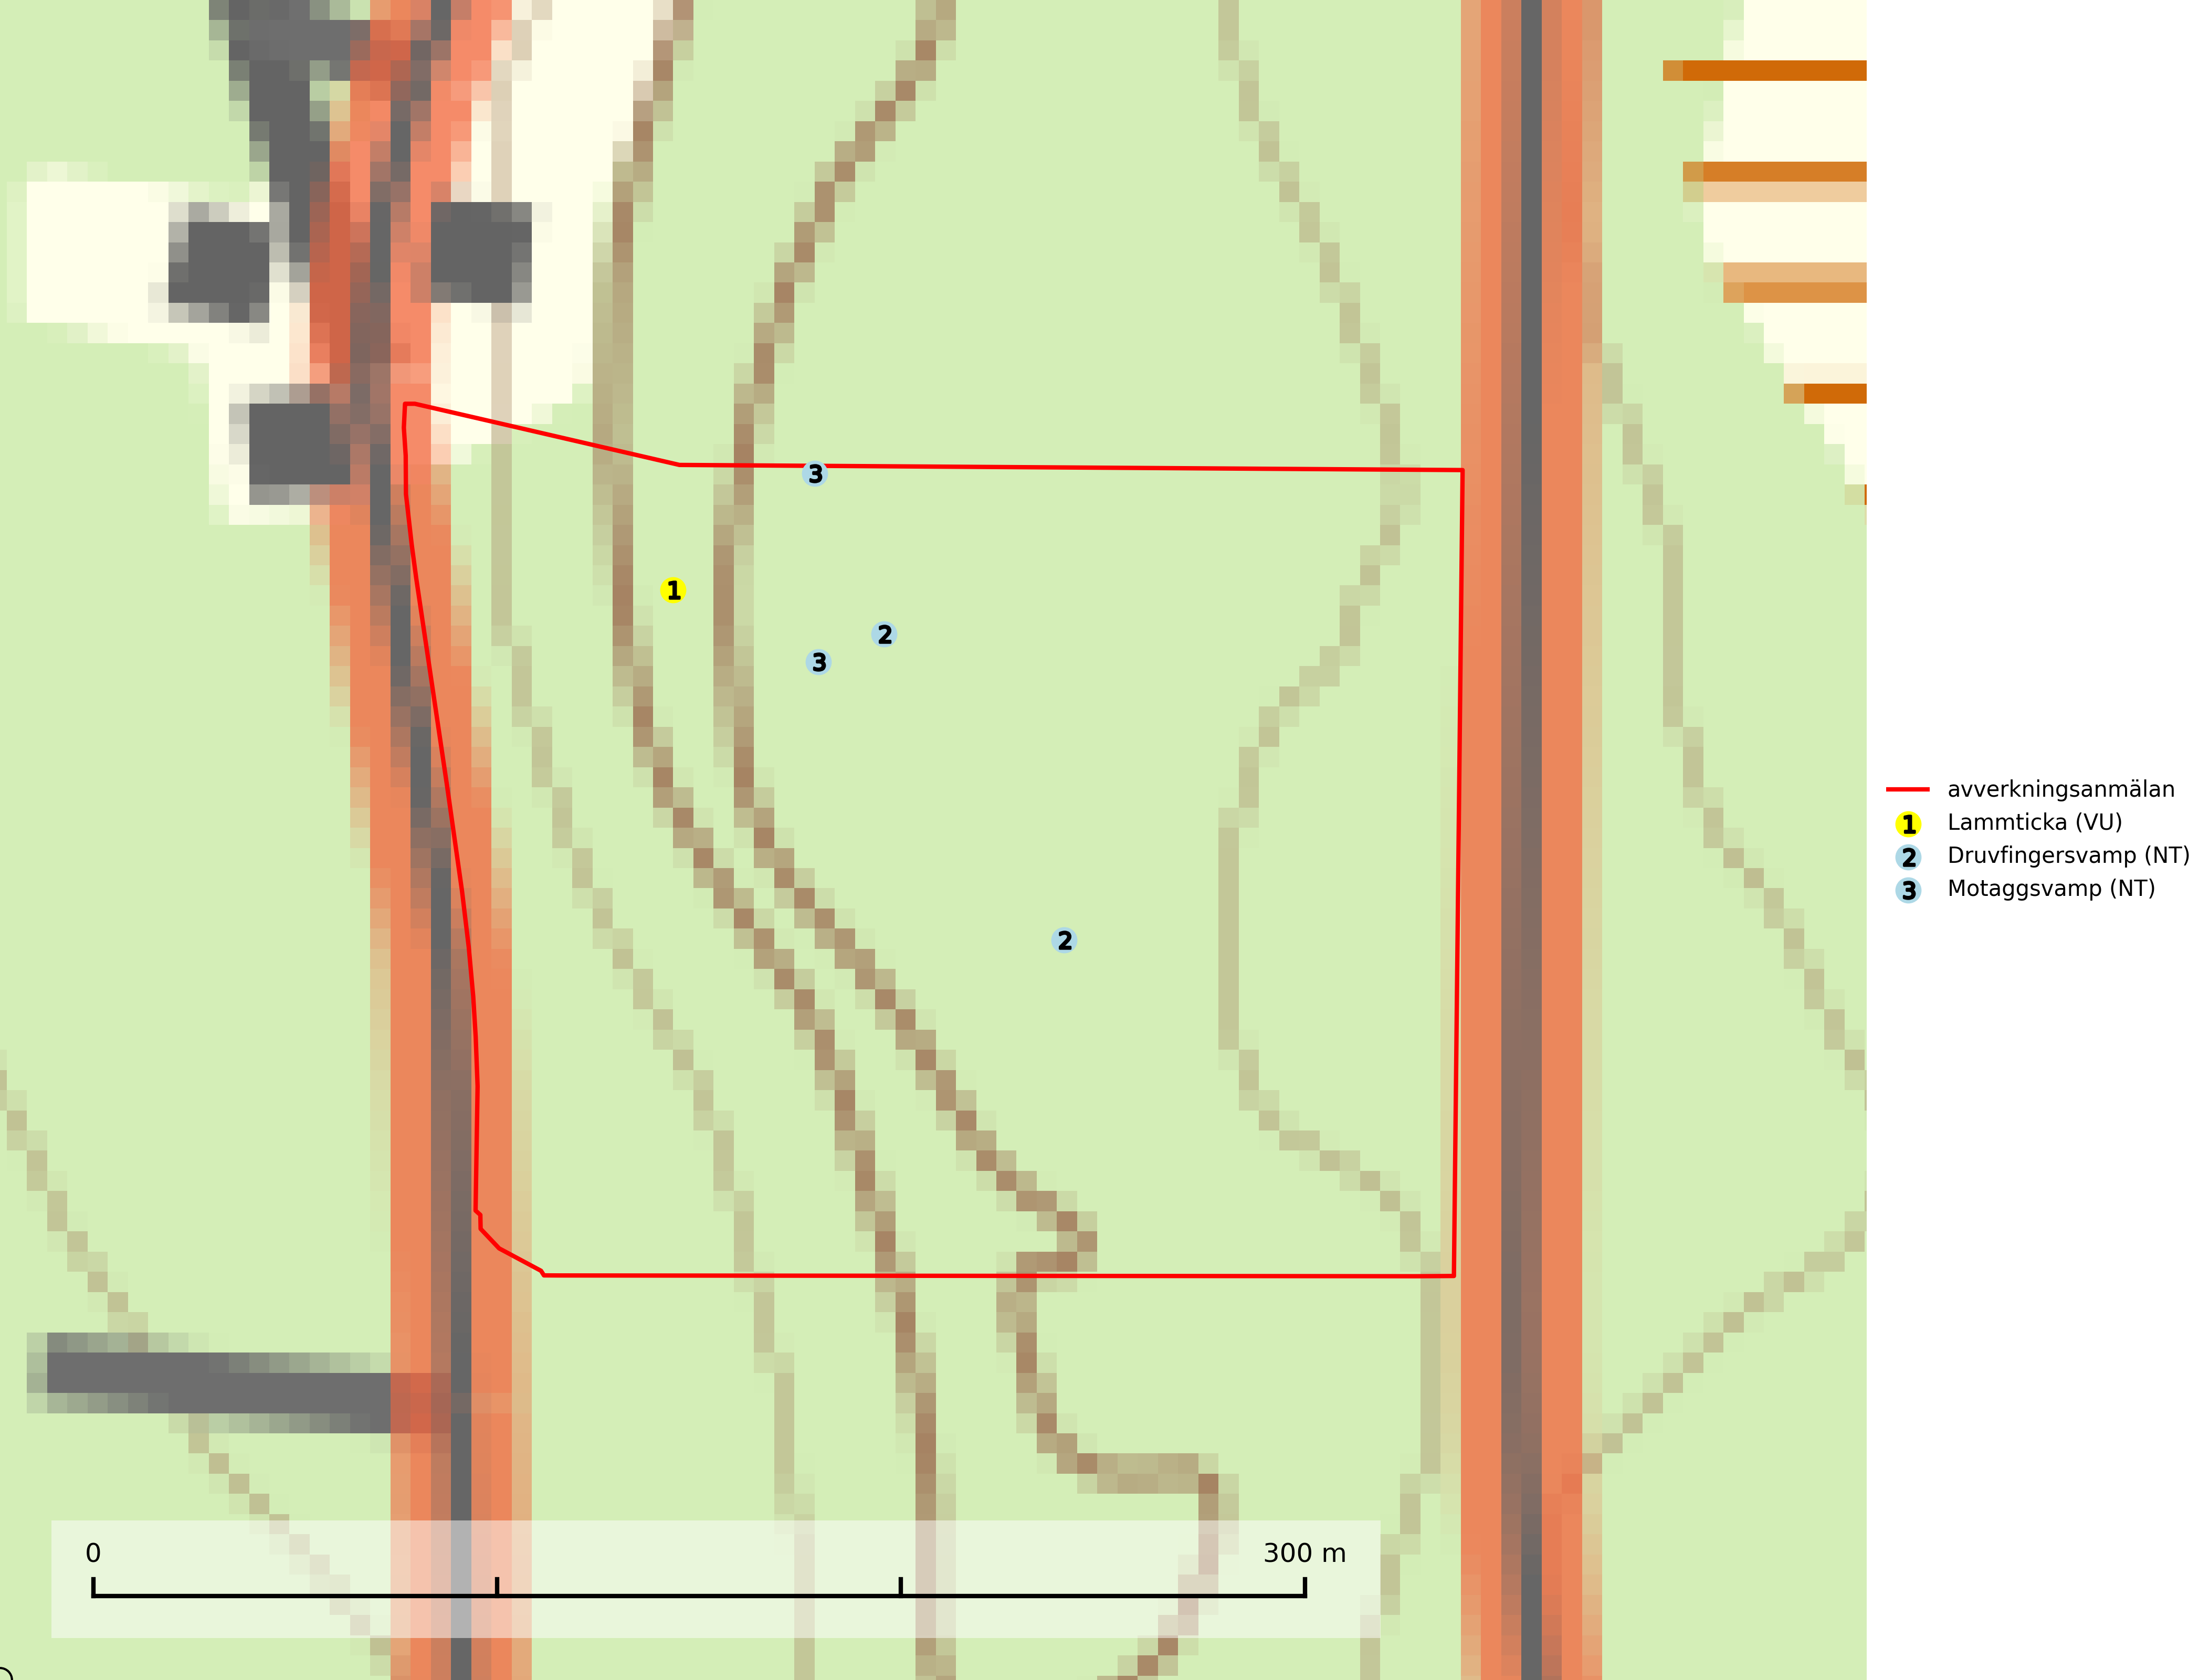 3
1
2
3
2
avverkningsanmälan
1 Lammticka (VU)
2 Druvfingersvamp (NT)
3 Motaggsvamp (NT)
0 300 m